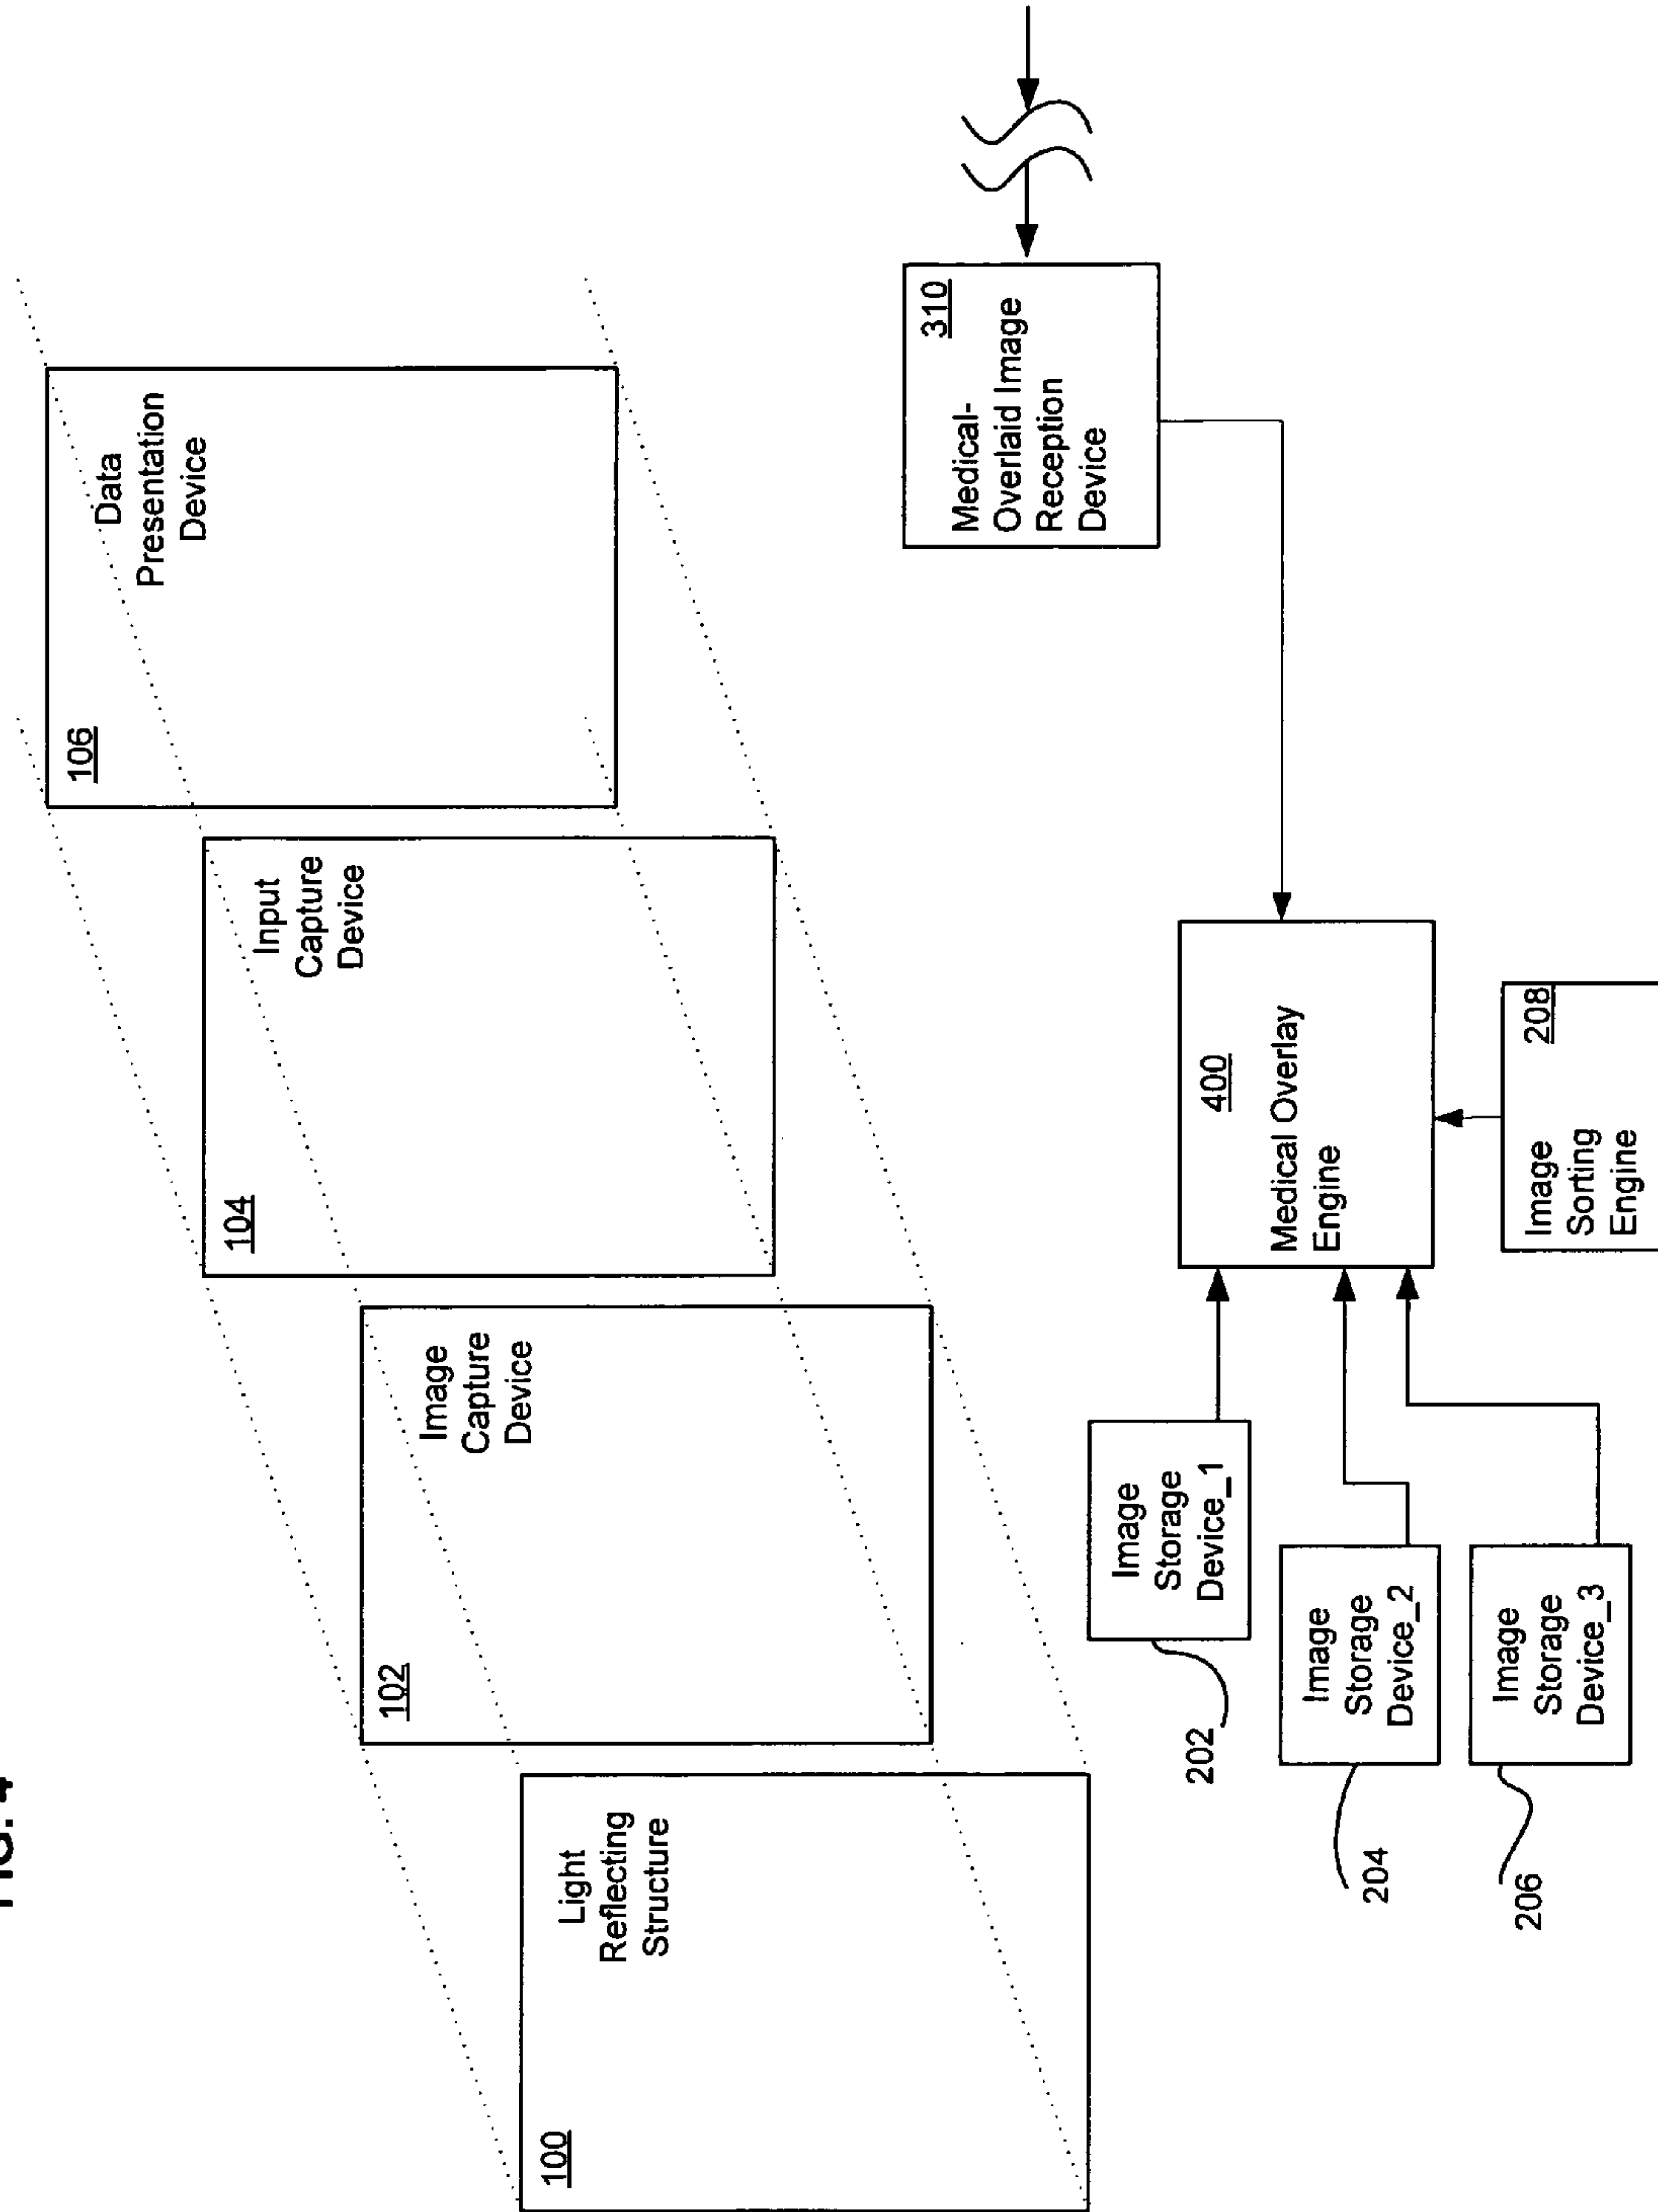 FIG. 4
106
Data
Presentation
Device
104
Input
Capture
Device
102
Image
Capture
Device
100
Light
Reflecting
Structure
310
Medical-
Overlaid Image
Reception
Device
Image
Storage
Device_1
202
400
Medical Overlay
Engine
Image
Storage
Device_2
204
Image
Storage
Device_3
206
208
Image
Sorting
Engine